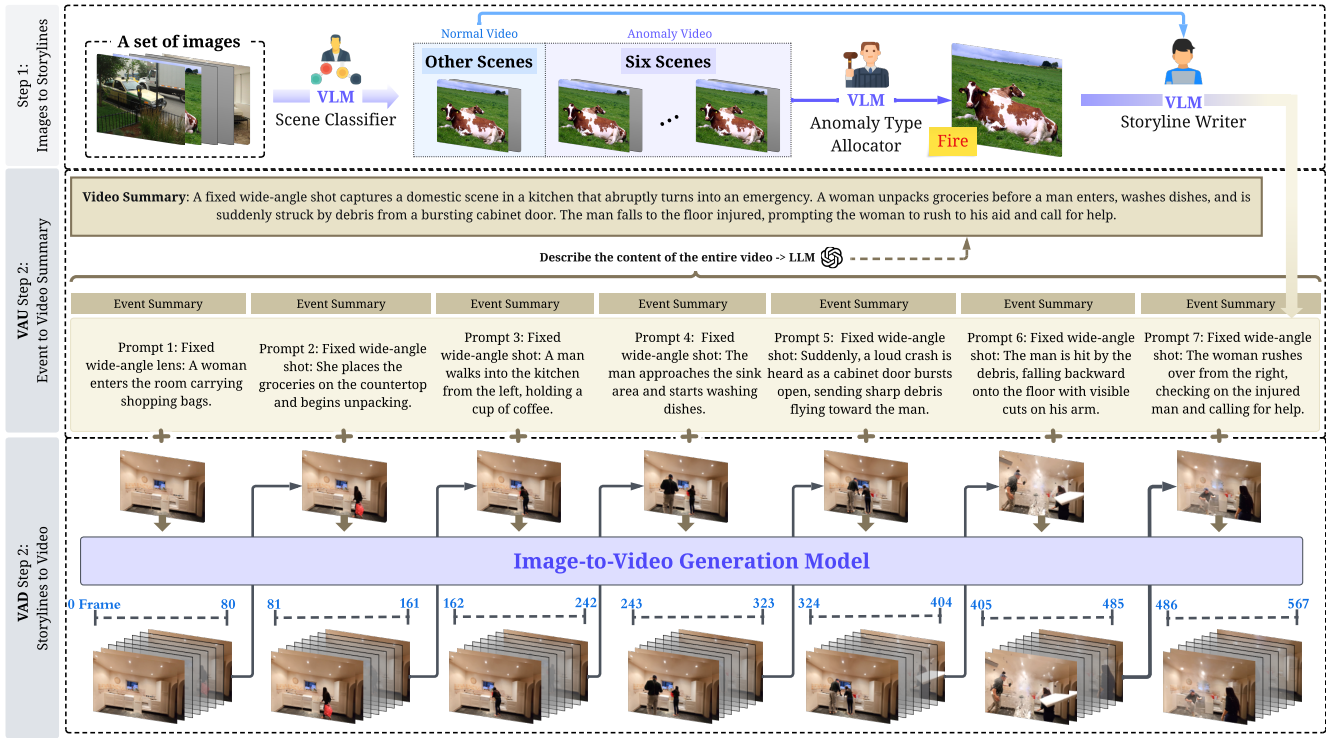 Step 1:
Images to Storylines
A set of images
VLM
Scene Classifier
Normal Video
Anomaly Video
Other Scenes
Six Scenes
VLM
Anomaly Type
Allocator
Fire
VLM
Storyline Writer
VAU Step 2:
Event to Video Summary
Video Summary: A fixed wide-angle shot captures a domestic scene in a kitchen that abruptly turns into an emergency. A woman unpacks groceries before a man enters, washes dishes, and is
suddenly struck by debris from a bursting cabinet door. The man falls to the floor injured, prompting the woman to rush to his aid and call for help.
Describe the content of the entire video -> LLM
Event Summary
Event Summary
Event Summary
Event Summary
Event Summary
Event Summary
Event Summary
Prompt 1: Fixed
wide-angle lens: A woman
enters the room carrying
shopping bags.
Prompt 2: Fixed wide-angle
shot: She places the
groceries on the countertop
and begins unpacking.
Prompt 3: Fixed
wide-angle shot: A man
walks into the kitchen
from the left, holding a
cup of coffee.
Prompt 4: Fixed
wide-angle shot: The
man approaches the sink
area and starts washing
dishes.
Prompt 5: Fixed wide-angle
shot: Suddenly, a loud crash is
heard as a cabinet door bursts
open, sending sharp debris
flying toward the man.
Prompt 6: Fixed wide-angle
shot: The man is hit by the
debris, falling backward
onto the floor with visible
cuts on his arm.
Prompt 7: Fixed wide-angle
shot: The woman rushes
over from the right,
checking on the injured
man and calling for help.
VAD Step 2:
Storylines to Video
Image-to-Video Generation Model
0 Frame
80
81
161
162
242
243
323
324
404
405
485
486
567